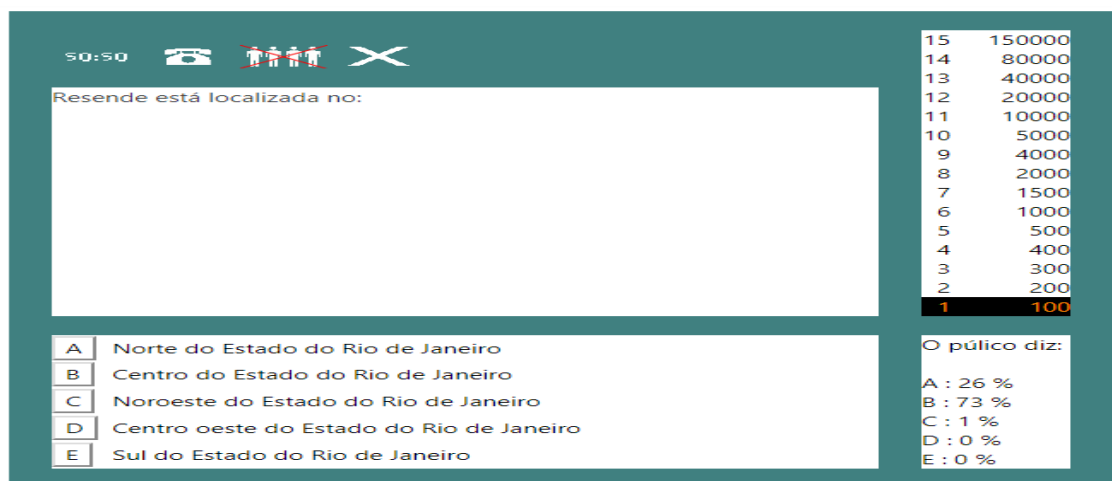 50:50
Resende está localizada no:
15 150000
14 80000
13 40000
12 20000
11 10000
10 5000
9 4000
8 2000
7 1500
6 1000
5 500
4 400
3 300
2 200
1 100
A Norte do Estado do Rio de Janeiro
B Centro do Estado do Rio de Janeiro
C Noroeste do Estado do Rio de Janeiro
D Centro oeste do Estado do Rio de Janeiro
E Sul do Estado do Rio de Janeiro
O púlico diz:
A : 26 %
B : 73 %
C : 1 %
D : 0 %
E : 0 %